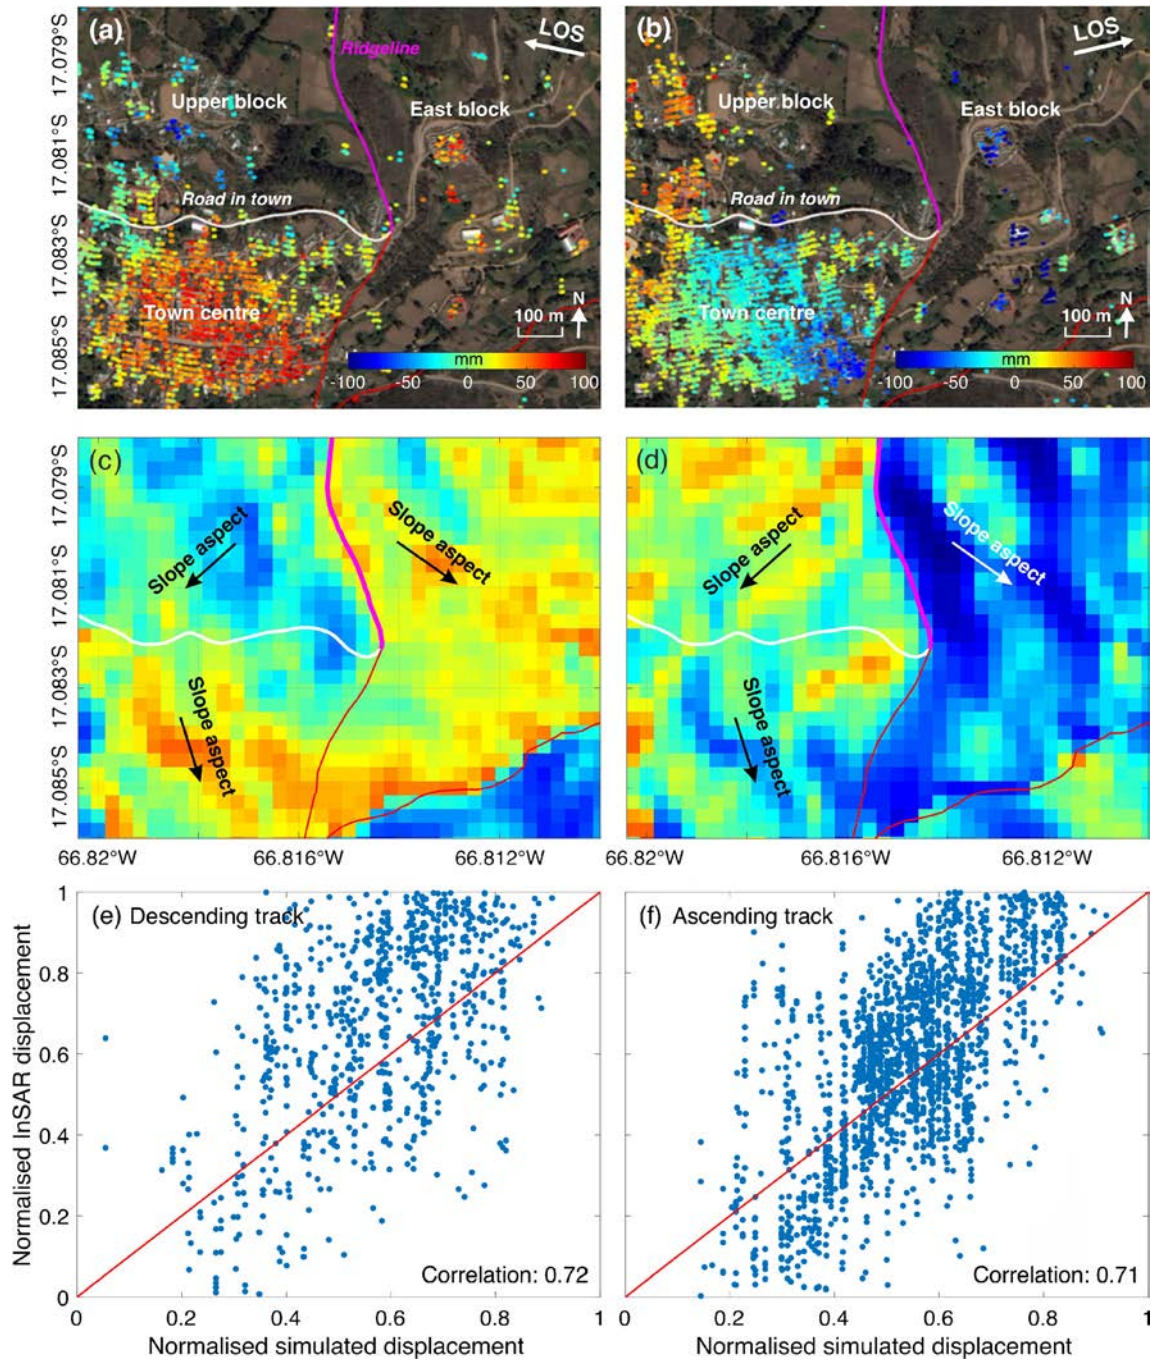 (a)
Ridgeline
LOS
Upper block
East block
Road in town
Town centre
N
100 m
mm
-100
-50
0
50
100
17.079°S
17.081°S
17.083°S
17.085°S
(b)
LOS
Upper block
East block
Road in town
Town centre
N
100 m
mm
-100
-50
0
50
100
(c)
Slope aspect
Slope aspect
Slope aspect
17.079°S
17.081°S
17.083°S
17.085°S
66.82°W
66.816°W
66.812°W
(d)
Slope aspect
Slope aspect
Slope aspect
66.82°W
66.816°W
66.812°W
(e) Descending track
Correlation: 0.72
Normalised InSAR displacement
1
0.8
0.6
0.4
0.2
0
0.2
0.4
0.6
0.8
1
Normalised simulated displacement
(f) Ascending track
Correlation: 0.71
0
0.2
0.4
0.6
0.8
1
Normalised simulated displacement